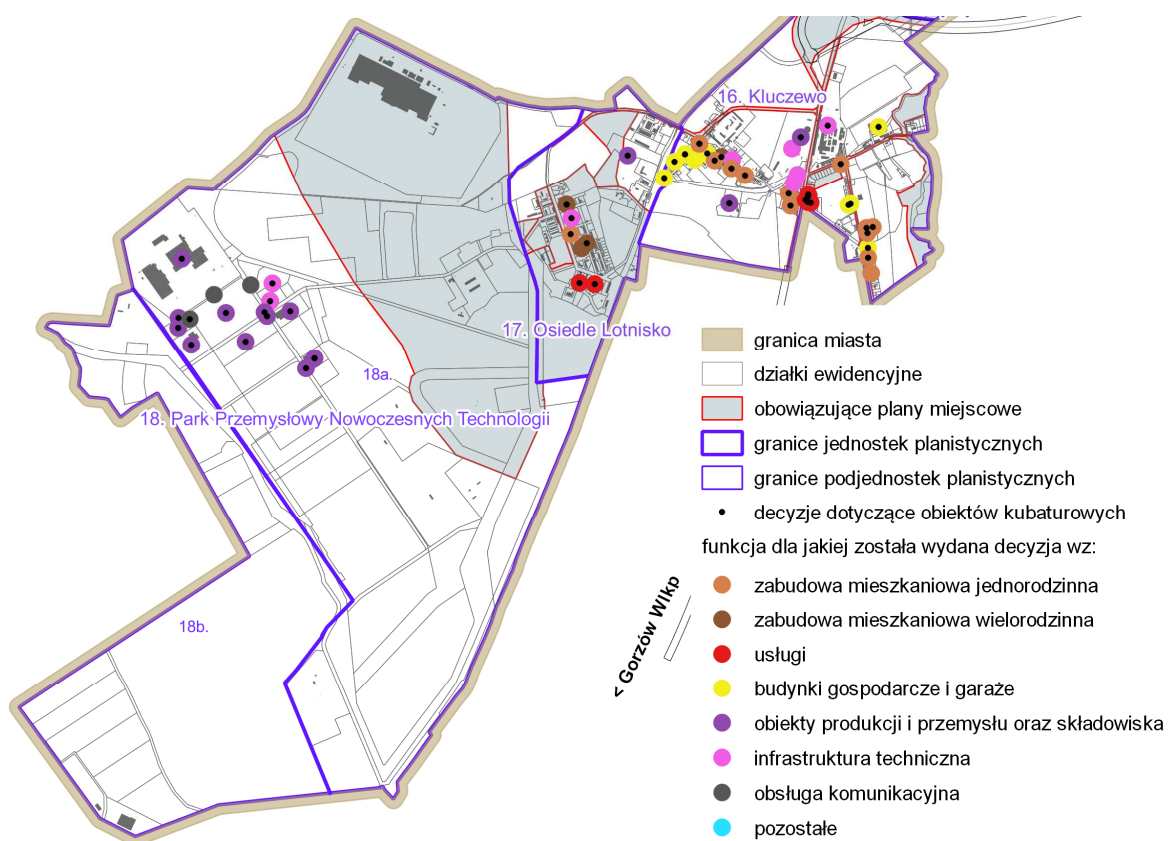 16. Kluczewo
17. Osiedle Lotnisko
18a.
18. Park Przemysłowy Nowoczesnych Technologii
18b.
granica miasta
działki ewidencyjne
obowiązujące plany miejscowe
granice jednostek planistycznych
granice podjednostek planistycznych
decyzje dotyczące obiektów kubaturowych
funkcja dla jakiej została wydana decyzja wz:
zabudowa mieszkaniowa jednorodzinna
zabudowa mieszkaniowa wielorodzinna
usługi
budynki gospodarcze i garaże
obiekty produkcji i przemysłu oraz składowiska
infrastruktura techniczna
obsługa komunikacyjna
pozostałe
< Gorzów Wlkp